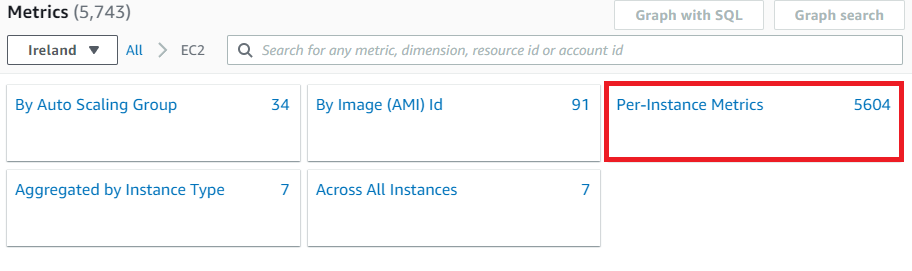 Metrics (5,743)
Graph with SQL
Graph search
Ireland
All
EC2
Search for any metric, dimension, resource id or account id
By Auto Scaling Group 34
By Image (AMI) Id 91
Per-Instance Metrics 5604
Aggregated by Instance Type 7
Across All Instances 7